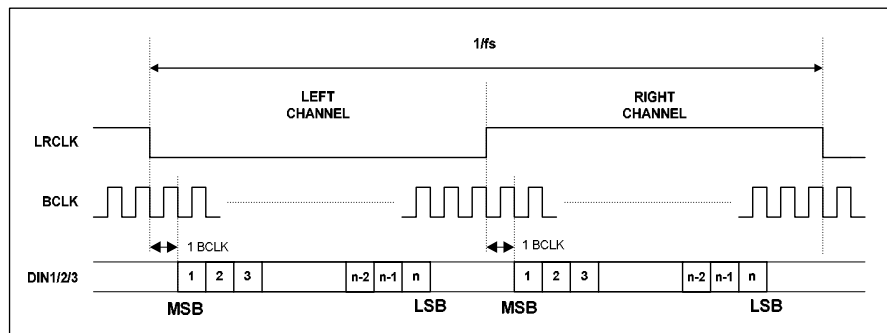 1/fs
LEFT
CHANNEL
RIGHT
CHANNEL
LRCLK
BCLK
1 BCLK
1 BCLK
DIN1/2/3
1 2 3 n-2 n-1 n 1 2 3 n-2 n-1 n
MSB LSB MSB LSB